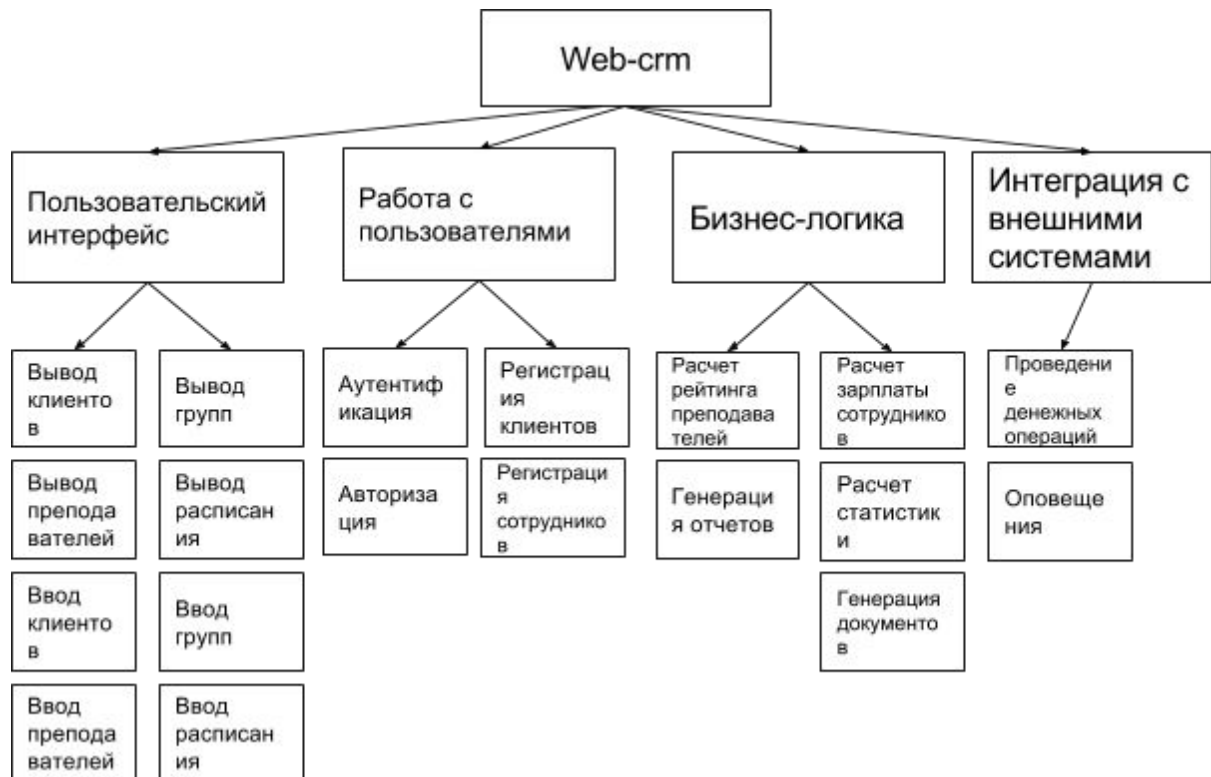 Web-crm
Пользовательский
интерфейс
Работа с
пользователями
Бизнес-логика
Интеграция с
внешними
системами
Вывод
клиенто
в
Вывод
групп
Аутентиф
икация
Регистрац
ия
клиентов
Расчет
рейтинга
преподава
телей
Расчет
зарплаты
сотруднико
в
Проведени
е
денежных
операций
Вывод
препода
вателей
Вывод
расписан
ия
Авториза
ция
Регистраци
я
сотруднико
в
Генераци
я отчетов
Расчет
статистик
и
Оповеще
ния
Ввод
клиенто
в
Ввод
групп
Генерация
документо
в
Ввод
препода
вателей
Ввод
расписан
ия